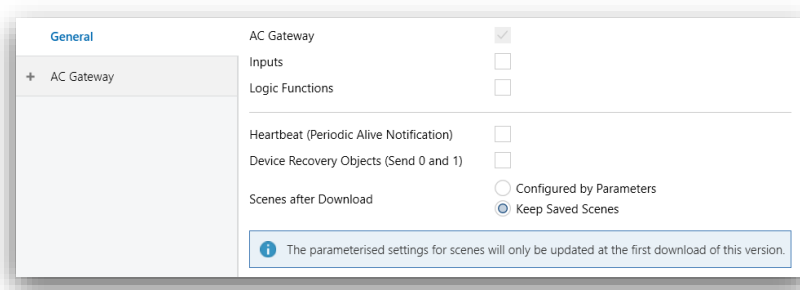 General
+ AC Gateway
AC Gateway
Inputs
Logic Functions
Heartbeat (Periodic Alive Notification)
Device Recovery Objects (Send 0 and 1)
Scenes after Download
Configured by Parameters
Keep Saved Scenes
The parameterised settings for scenes will only be updated at the first download of this version.